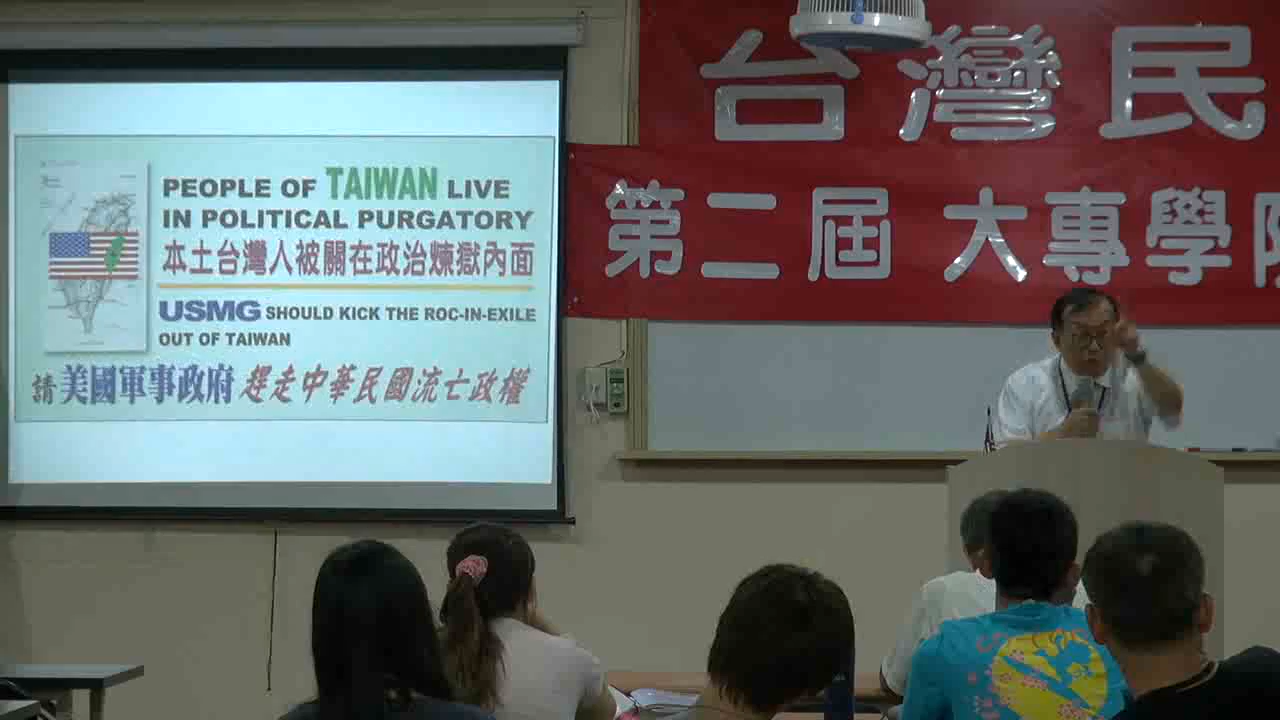 PEOPLE OF TAIWAN LIVE
IN POLITICAL PURGATORY
本土台灣人被關在政治煉獄內面
USMG SHOULD KICK THE ROC-IN-EXILE
OUT OF TAIWAN
請美國軍事政府趕走中華民國流亡政權
台灣民
第二屆 大專學院